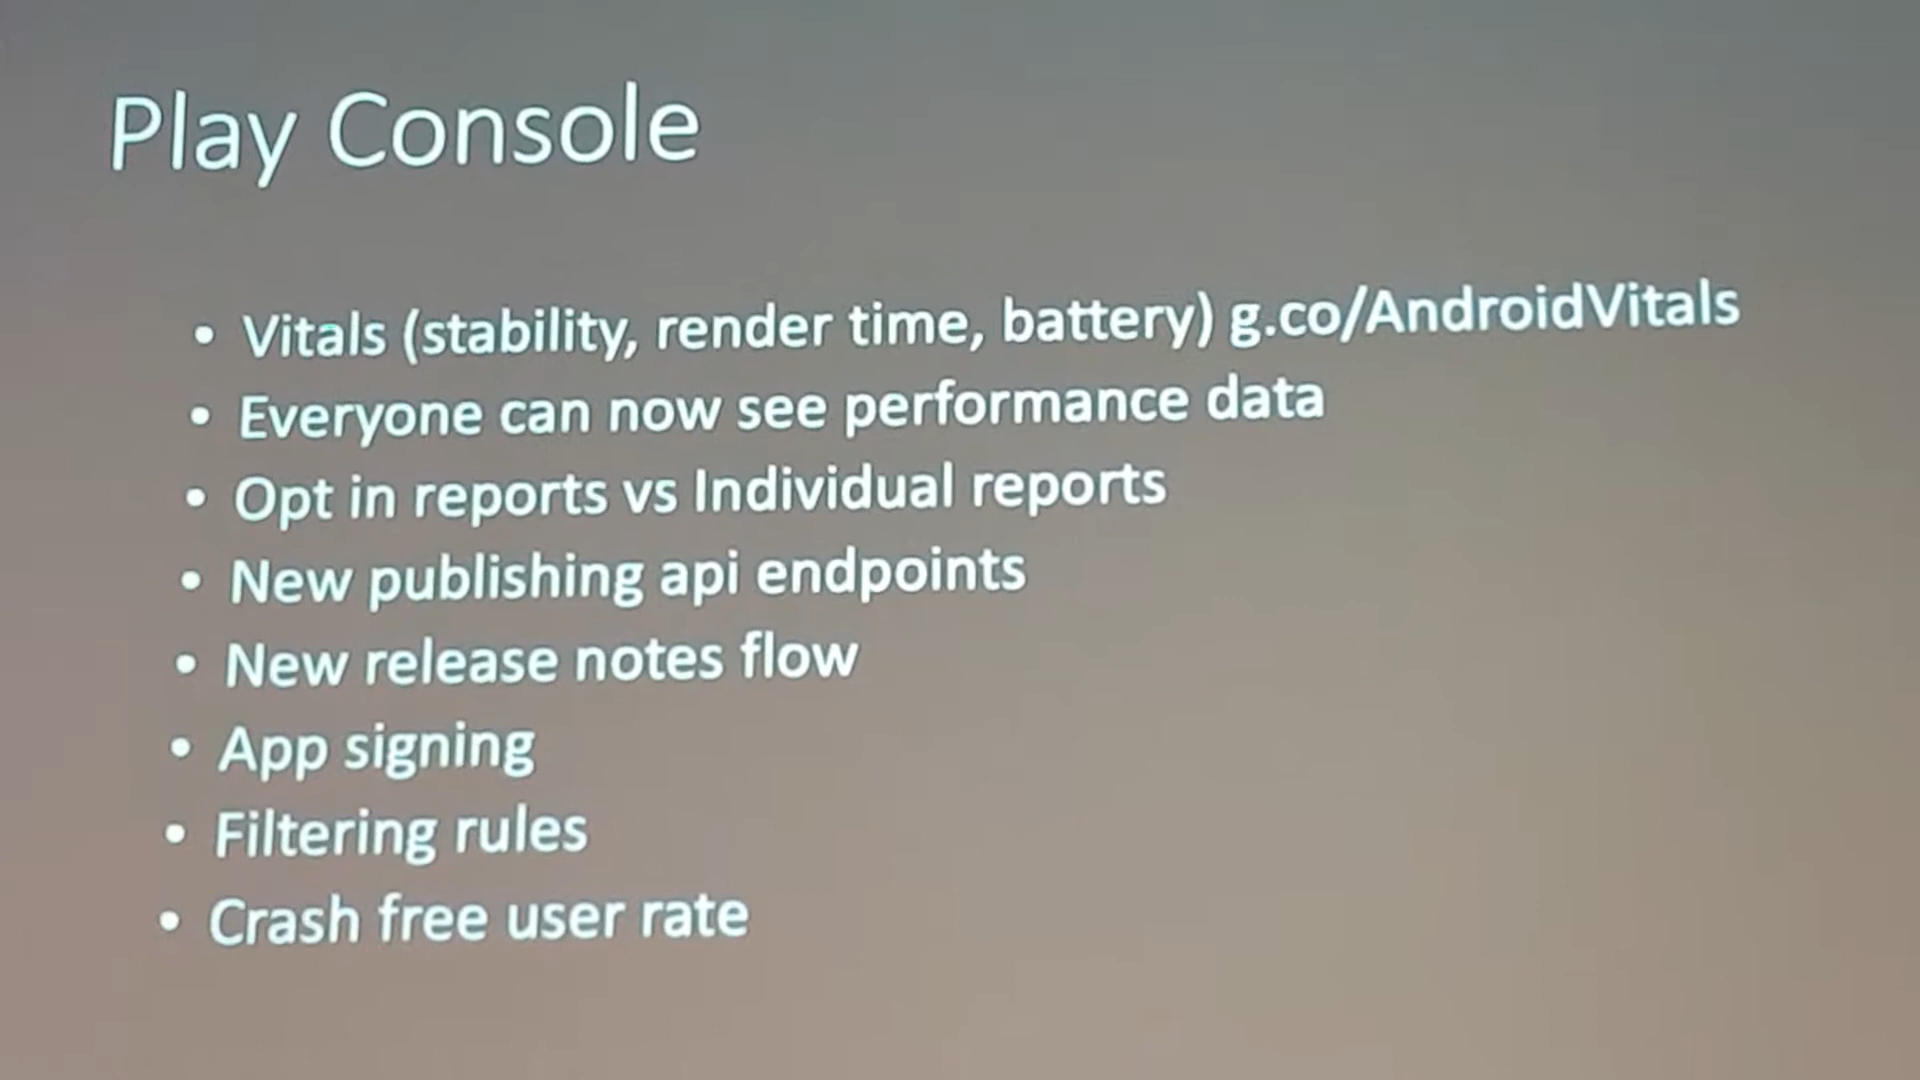 Play Console
• Vitals (stability, render time, battery) g.co/AndroidVitals
• Everyone can now see performance data
• Opt in reports vs Individual reports
• New publishing api endpoints
• New release notes flow
• App signing
• Filtering rules
• Crash free user rate